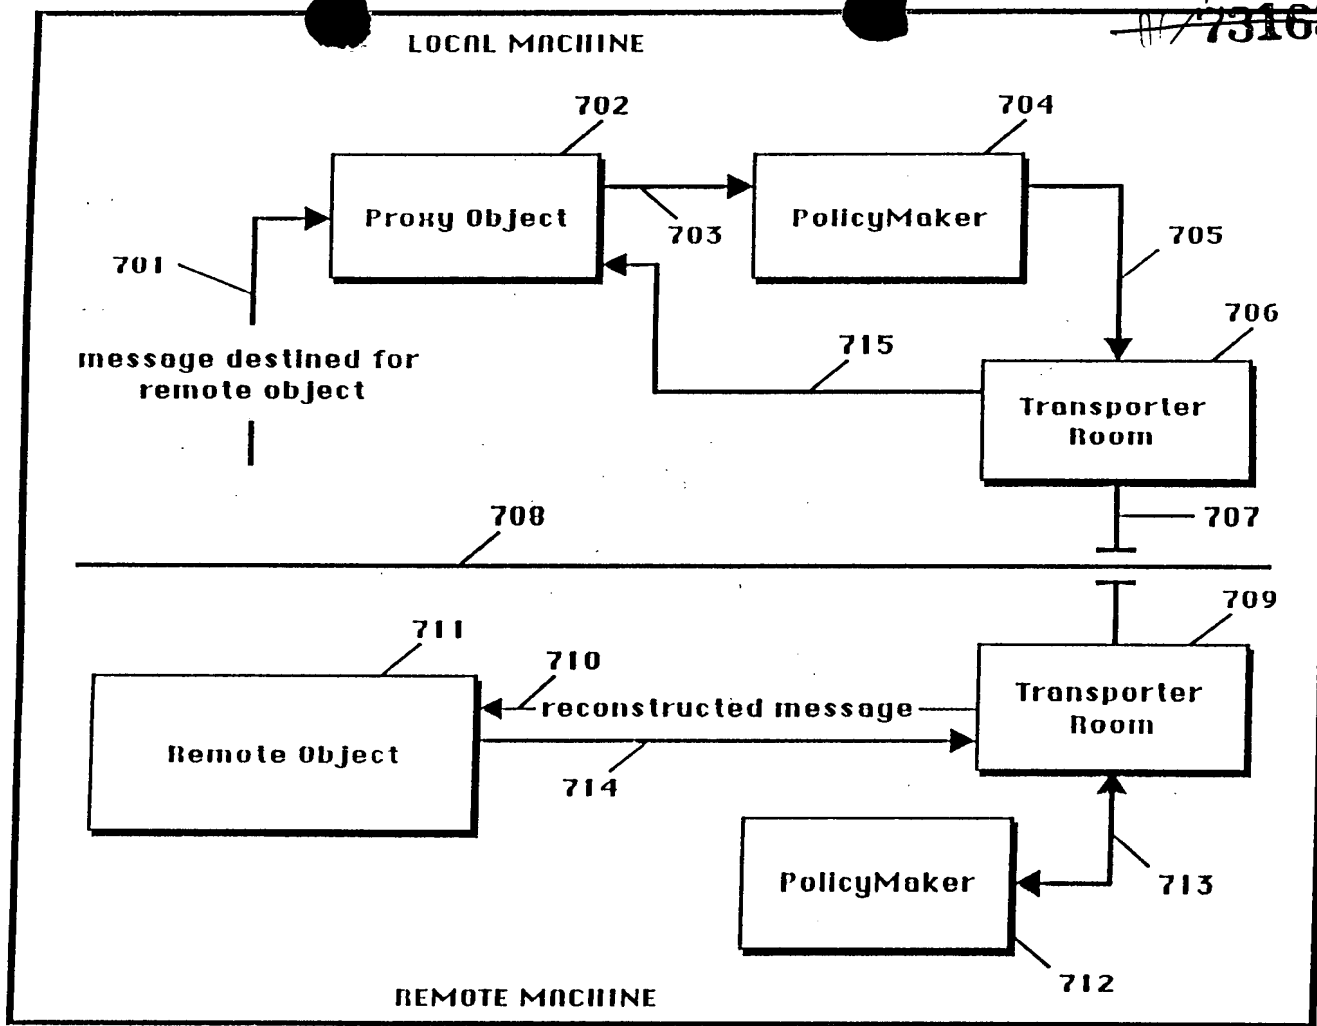 LOCAL MACHINE
702
704
Proxy Object
PolicyMaker
703
701
705
706
message destined for
remote object
715
Transporter
Room
707
708
709
711
710
reconstructed message
Transporter
Room
Remote Object
714
PolicyMaker
713
712
REMOTE MACHINE